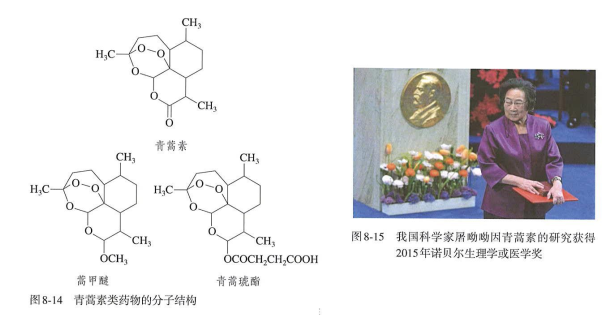 CH₃
H₃C
O
O
O
O
CH₃
O
青蒿素
CH₃
H₃C
O
O
O
O
CH₃
OCH₃
蒿甲醚
CH₃
H₃C
O
O
O
O
CH₃
OCOCH₂CH₂COOH
青蒿琥酯
图8-14 青蒿素类药物的分子结构
图8-15 我国科学家屠呦呦因青蒿素的研究获得
2015年诺贝尔生理学或医学奖